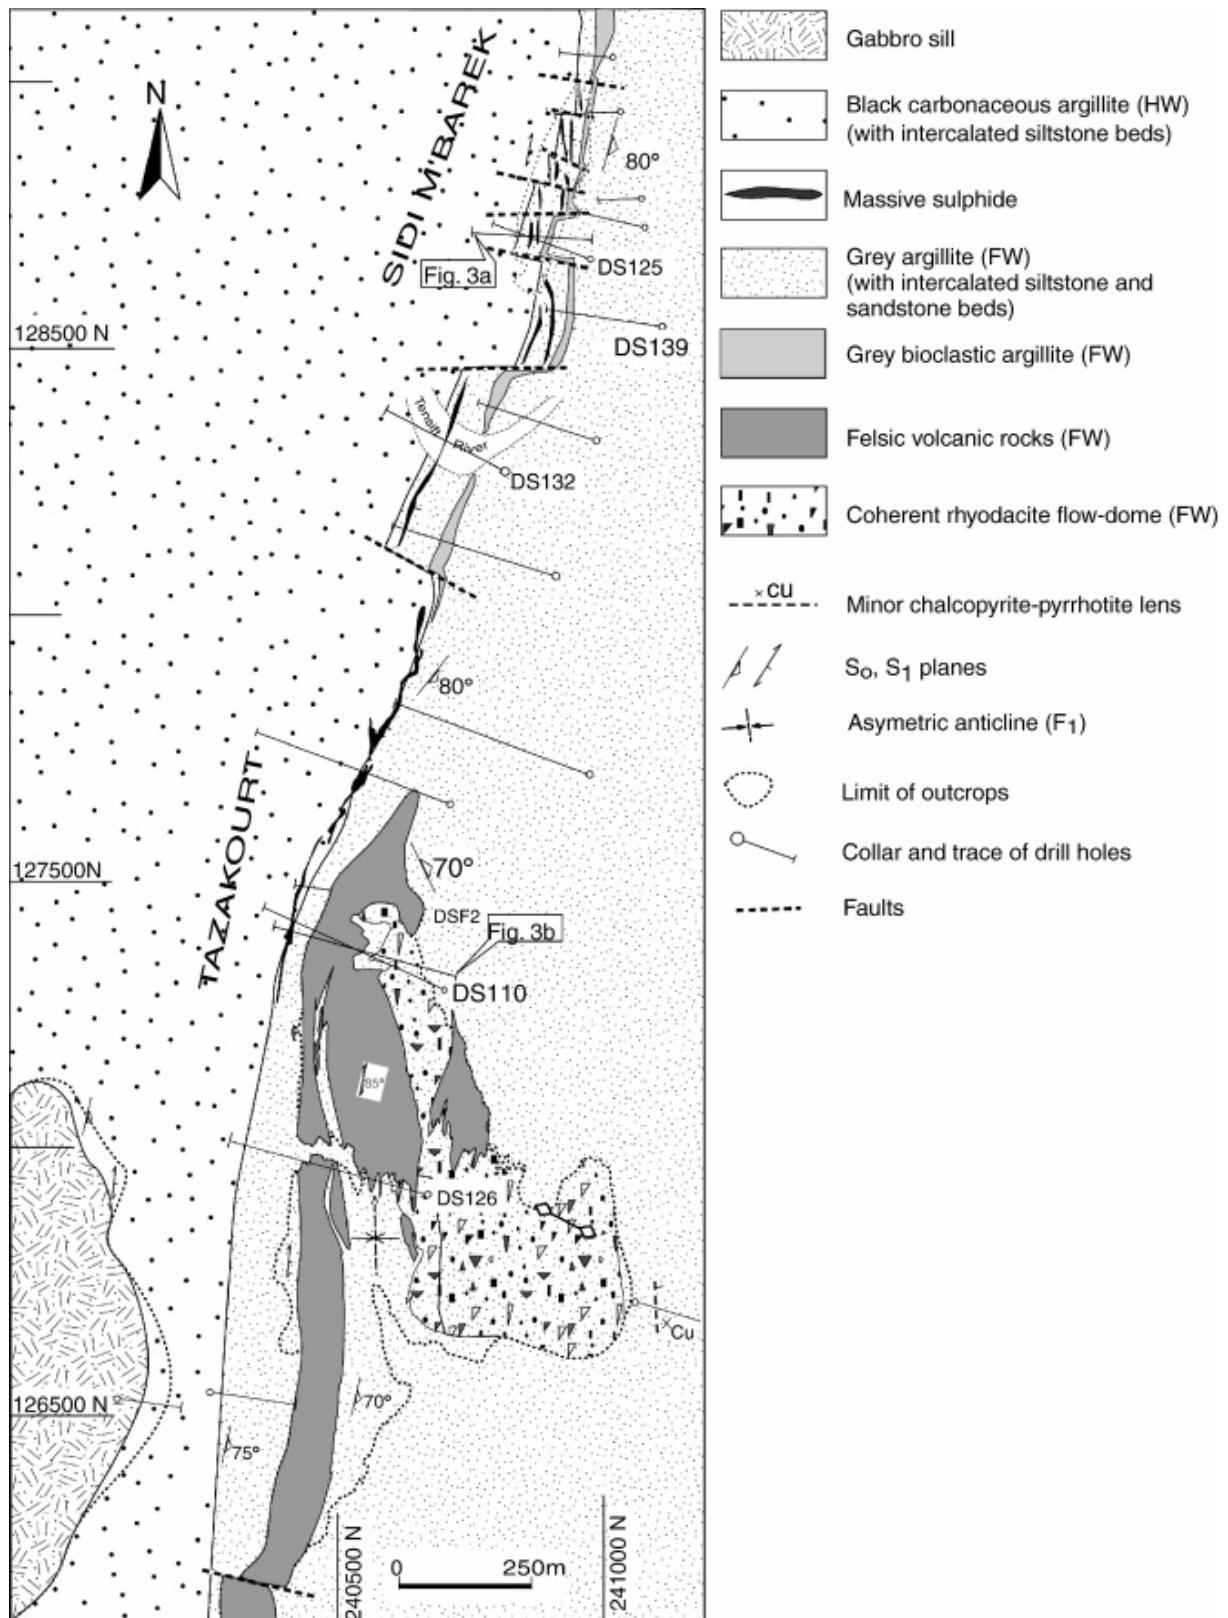 N
SIDI M'BAREK
80°
Fig. 3a
DS125
128500 N
DS139
Tensift River
DS132
80°
TAZAKOURT
127500N
70°
DSF2
Fig. 3b
DS110
85°
DS126
Cu
126500 N
70°
75°
240500 N
0 250m
241000 N
Gabbro sill
Black carbonaceous argillite (HW)
(with intercalated siltstone beds)
Massive sulphide
Grey argillite (FW)
(with intercalated siltstone and
sandstone beds)
Grey bioclastic argillite (FW)
Felsic volcanic rocks (FW)
Coherent rhyodacite flow-dome (FW)
×cu
Minor chalcopyrite-pyrrhotite lens
So, S1 planes
Asymetric anticline (F1)
Limit of outcrops
Collar and trace of drill holes
Faults